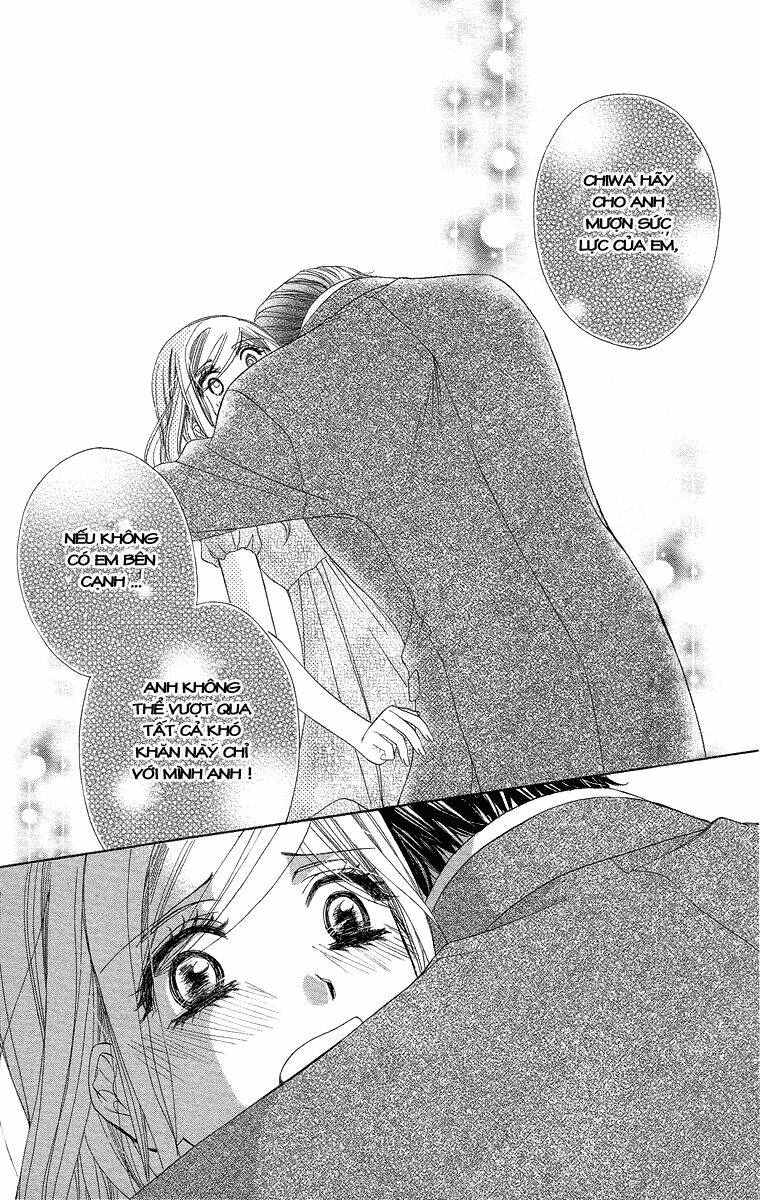 CHIWA HÃY
CHO ANH
MƯỢN SỨC
LỰC CỦA EM,
NẾU KHÔNG
CÓ EM BÊN
CẠNH ...
ANH KHÔNG
THỂ VƯỢT QUA
TẤT CẢ KHÓ
KHĂN NÀY CHỈ
VỚI MÌNH ANH !